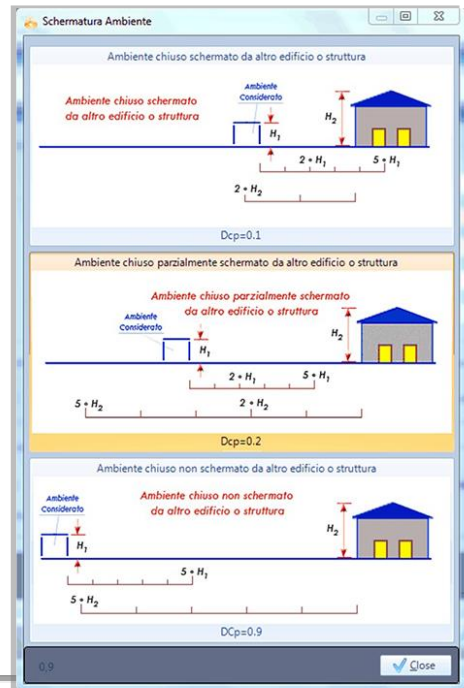 Schermatura Ambiente
Ambiente chiuso schermato da altro edificio o struttura
Ambiente chiuso schermato
da altro edificio o struttura
Ambiente
Considerato
H1
H2
2 * H1
5 * H1
2 * H2
Dcp=0.1
Ambiente chiuso parzialmente schermato da altro edificio o struttura
Ambiente chiuso parzialmente schermato
da altro edificio o struttura
Ambiente
Considerato
H1
H2
2 * H1
5 * H1
5 * H2
2 * H2
Dcp=0.2
Ambiente chiuso non schermato da altro edificio o struttura
Ambiente chiuso non schermato
da altro edificio o struttura
Ambiente
Considerato
H1
H2
5 * H1
5 * H2
DCp=0.9
0,9
Close